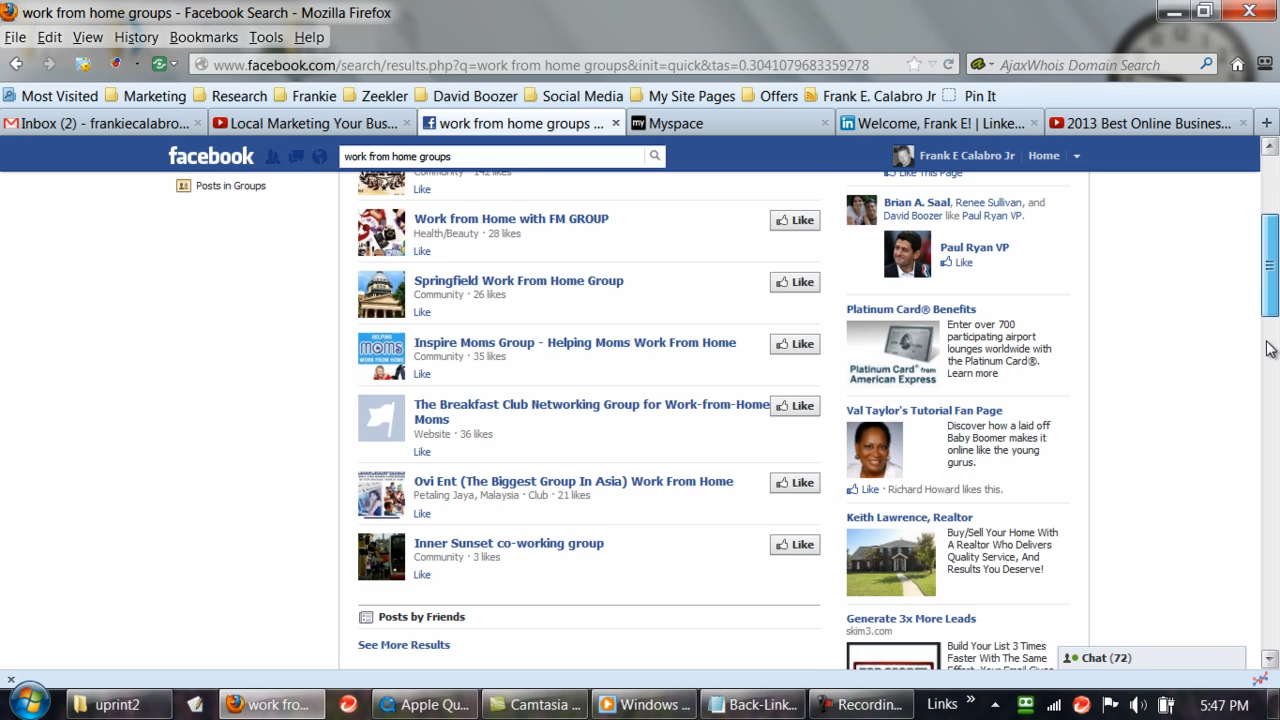 work from home groups - Facebook Search - Mozilla Firefox
File Edit View History Bookmarks Tools Help
www.facebook.com/search/results.php?q=work from home groups&init=quick&tas=0.3041079683359278
AjaxWhois Domain Search
Most Visited Marketing Research Frankie Zeekler David Boozer Social Media My Site Pages Offers Frank E. Calabro Jr Pin It
Inbox (2) - frankiecalabro... Local Marketing Your Bus... work from home groups ... Myspace Welcome, Frank E! | Linke... 2013 Best Online Business...
facebook work from home groups Frank E Calabro Jr Home
Posts in Groups
Like
Work from Home with FM GROUP
Health/Beauty · 28 likes
Like
Like
Springfield Work From Home Group
Community · 26 likes
Like
Like
Inspire Moms Group - Helping Moms Work From Home
Community · 35 likes
Like
Like
HELPING
MOMS
WORK FROM HOME
The Breakfast Club Networking Group for Work-from-Home
Moms
Website · 36 likes
Like
Like
Ovi Ent (The Biggest Group In Asia) Work From Home
Petaling Jaya, Malaysia · Club · 21 likes
Like
Like
Inner Sunset co-working group
Community · 3 likes
Like
Like
Posts by Friends
See More Results
Like This Page
Brian A. Saal, Renee Sullivan, and
David Boozer like Paul Ryan VP.
Paul Ryan VP
Like
Platinum Card® Benefits
Enter over 700
participating airport
lounges worldwide with
the Platinum Card®.
Learn more
Platinum Card® from
American Express
Val Taylor's Tutorial Fan Page
Discover how a laid off
Baby Boomer makes it
online like the young
gurus.
Like · Richard Howard likes this.
Keith Lawrence, Realtor
Buy/Sell Your Home With
A Realtor Who Delivers
Quality Service, And
Results You Deserve!
Generate 3x More Leads
skim3.com
Build Your List 3 Times
Faster With The Same
Chat (72)
uprint2 work fro... Apple Qu... Camtasia ... Windows ... Back-Link... Recordin... Links » 5:47 PM